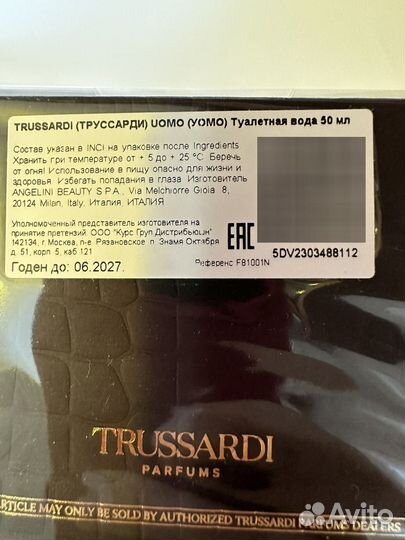 TRUSSARDI (ТРУССАРДИ) UOMO (УОМО) Туалетная вода 50 мл
Состав указан в INCI на упаковке после Ingredients
Хранить при температуре от + 5 до + 25 °С. Беречь
от огня! Использование в пищу опасно для жизни и
здоровья. Избегать попадания в глаза. Изготовитель
ANGELINI BEAUTY S.P.A., Via Melchiorre Gioia 8,
20124 Milan, Italy, Италия, ИТАЛИЯ
Уполномоченный представитель изготовителя на
принятие претензий: ООО "Курс Груп Дистрибьюшн"
142134, г. Москва, п-е Рязановское, п. Знамя Октября
д. 51, корп. 5, каб.121
EAC
5DV2303488112
Годен до: 06.2027.
Референс F81001N
TRUSSARDI
PARFUMS
ARTICLE MAY ONLY BE SOLD BY AUTHORIZED TRUSSARDI PARFUMS DEALERS
Avito